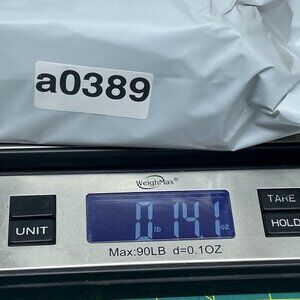 a0389
WeighMax
UNIT
0 lb 14.1 oz
TARE
HOLD
Max:90LB d=0.1OZ